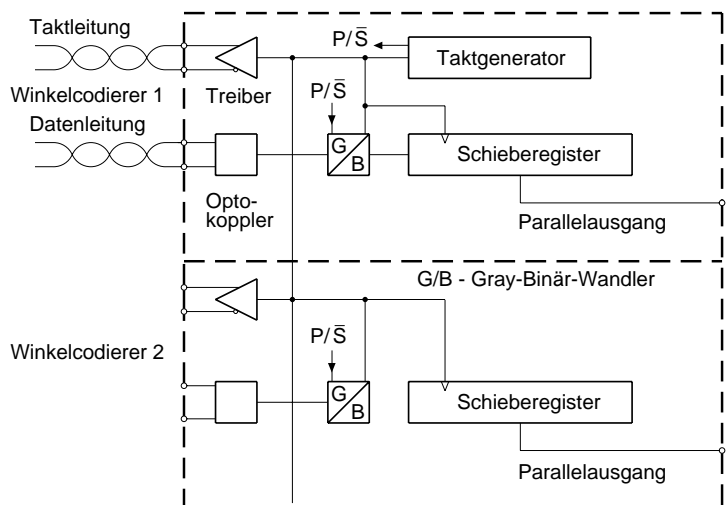 Taktleitung
P/S̅
Taktgenerator
Winkelcodierer 1
Treiber
P/S̅
Datenleitung
G
B
Schieberegister
Opto-
koppler
Parallelausgang
G/B - Gray-Binär-Wandler
P/S̅
Winkelcodierer 2
G
B
Schieberegister
Parallelausgang